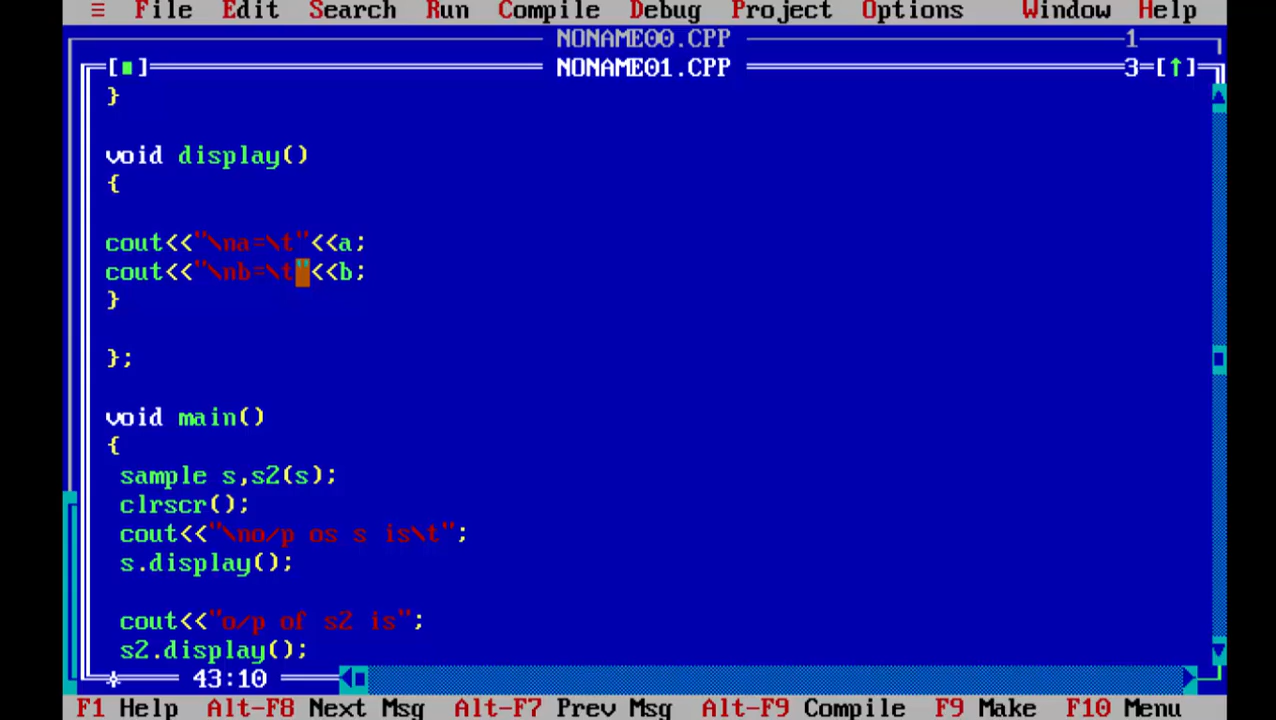 ≡ File Edit Search Run Compile Debug Project Options Window Help
NONAME00.CPP 1
[■] NONAME01.CPP 3=[↑]
}
void display()
{
cout<<"\na=\t"<<a;
cout<<"\nb=\t"<<b;
}
};
void main()
{
sample s,s2(s);
clrscr();
cout<<"\no/p os s is\t";
s.display();
cout<<"o/p of s2 is";
s2.display();
43:10
F1 Help Alt-F8 Next Msg Alt-F7 Prev Msg Alt-F9 Compile F9 Make F10 Menu